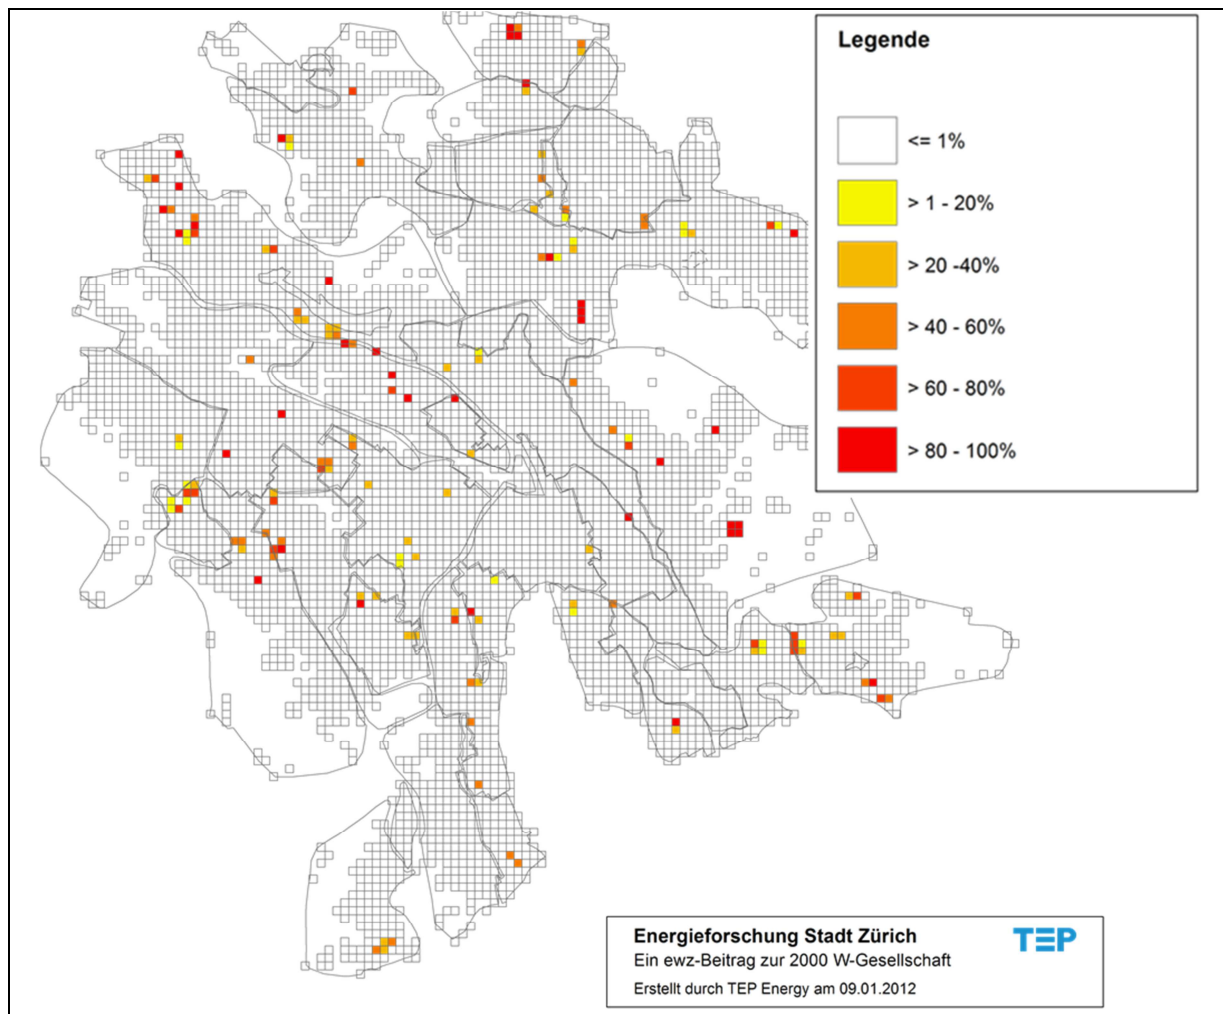 Legende
<= 1%
> 1 - 20%
> 20 -40%
> 40 - 60%
> 60 - 80%
> 80 - 100%
Energieforschung Stadt Zürich
TEP
Ein ewz-Beitrag zur 2000 W-Gesellschaft
Erstellt durch TEP Energy am 09.01.2012